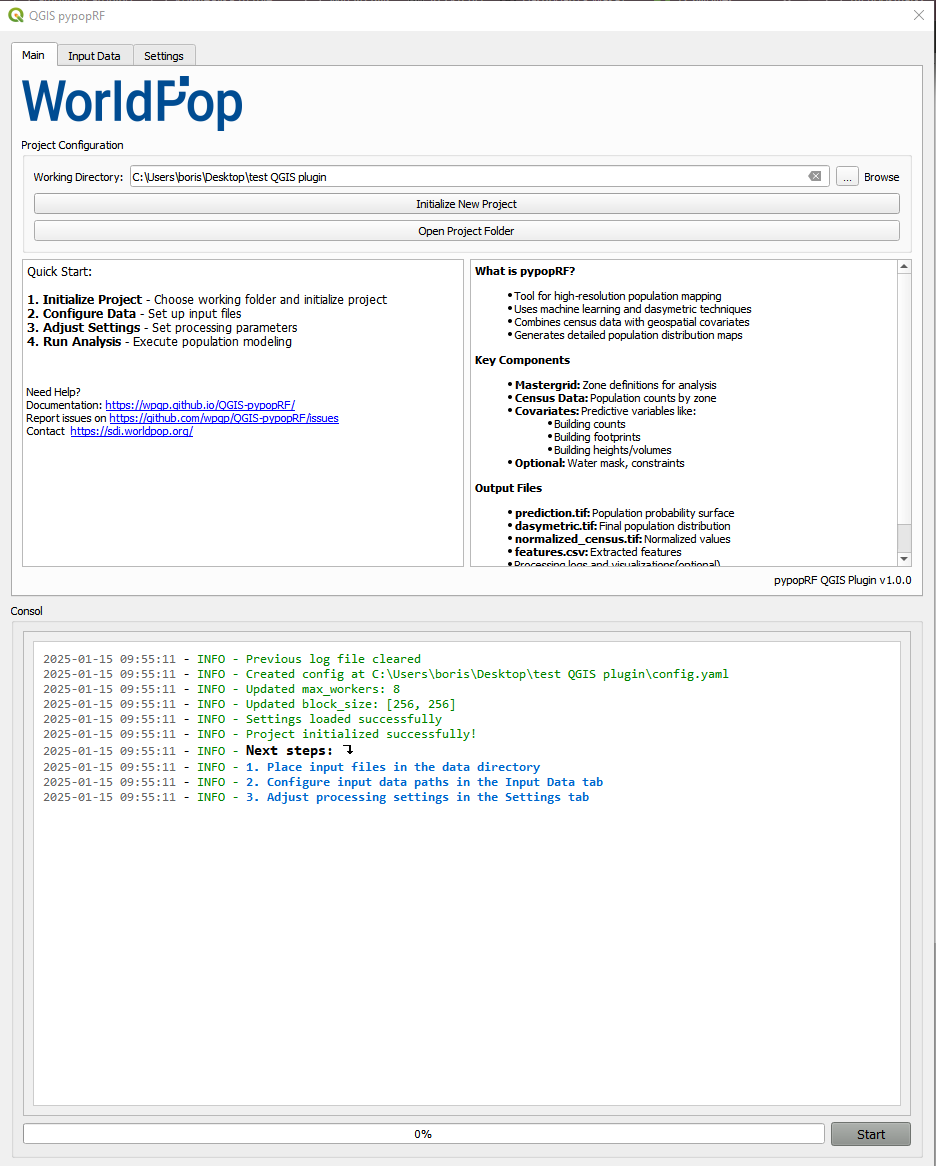 QGIS pypopRF
Main
Input Data
Settings
WorldPop
Project Configuration
Working Directory: C:\Users\boris\Desktop\test QGIS plugin ... Browse
Initialize New Project
Open Project Folder
Quick Start:
1. Initialize Project - Choose working folder and initialize project
2. Configure Data - Set up input files
3. Adjust Settings - Set processing parameters
4. Run Analysis - Execute population modeling
Need Help?
Documentation: https://wpgp.github.io/QGIS-pypopRF/
Report issues on https://github.com/wpgp/QGIS-pypopRF/issues
Contact https://sdi.worldpop.org/
What is pypopRF?
• Tool for high-resolution population mapping
• Uses machine learning and dasymetric techniques
• Combines census data with geospatial covariates
• Generates detailed population distribution maps
Key Components
• Mastergrid: Zone definitions for analysis
• Census Data: Population counts by zone
• Covariates: Predictive variables like:
• Building counts
• Building footprints
• Building heights/volumes
• Optional: Water mask, constraints
Output Files
• prediction.tif: Population probability surface
• dasymetric.tif: Final population distribution
• normalized_census.tif: Normalized values
• features.csv: Extracted features
• Processing logs and visualizations(optional)
pypopRF QGIS Plugin v1.0.0
Consol
2025-01-15 09:55:11 - INFO - Previous log file cleared
2025-01-15 09:55:11 - INFO - Created config at C:\Users\boris\Desktop\test QGIS plugin\config.yaml
2025-01-15 09:55:11 - INFO - Updated max_workers: 8
2025-01-15 09:55:11 - INFO - Updated block_size: [256, 256]
2025-01-15 09:55:11 - INFO - Settings loaded successfully
2025-01-15 09:55:11 - INFO - Project initialized successfully!
2025-01-15 09:55:11 - INFO - Next steps: ↴
2025-01-15 09:55:11 - INFO - 1. Place input files in the data directory
2025-01-15 09:55:11 - INFO - 2. Configure input data paths in the Input Data tab
2025-01-15 09:55:11 - INFO - 3. Adjust processing settings in the Settings tab
0%
Start